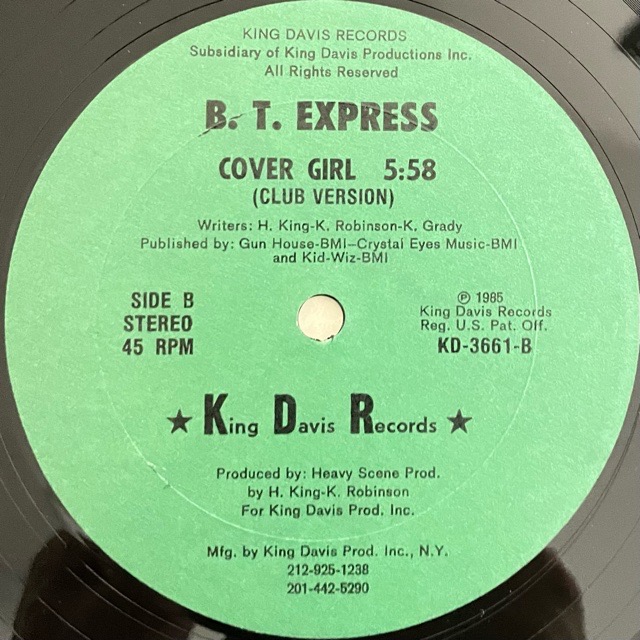 KING DAVIS RECORDS
Subsidiary of King Davis Productions Inc.
All Rights Reserved
B. T. EXPRESS
COVER GIRL 5:58
(CLUB VERSION)
Writers: H. King-K. Robinson-K. Grady
Published by: Gun House-BMI—Crystal Eyes Music-BMI
and Kid-Wiz-BMI
SIDE B
STEREO
45 RPM
℗ 1985
King Davis Records
Reg. U.S. Pat. Off.
KD-3661-B
★ King Davis Records ★
Produced by: Heavy Scene Prod.
by H. King-K. Robinson
For King Davis Prod. Inc.
Mfg. by King Davis Prod. Inc., N.Y.
212-925-1238
201-442-5290